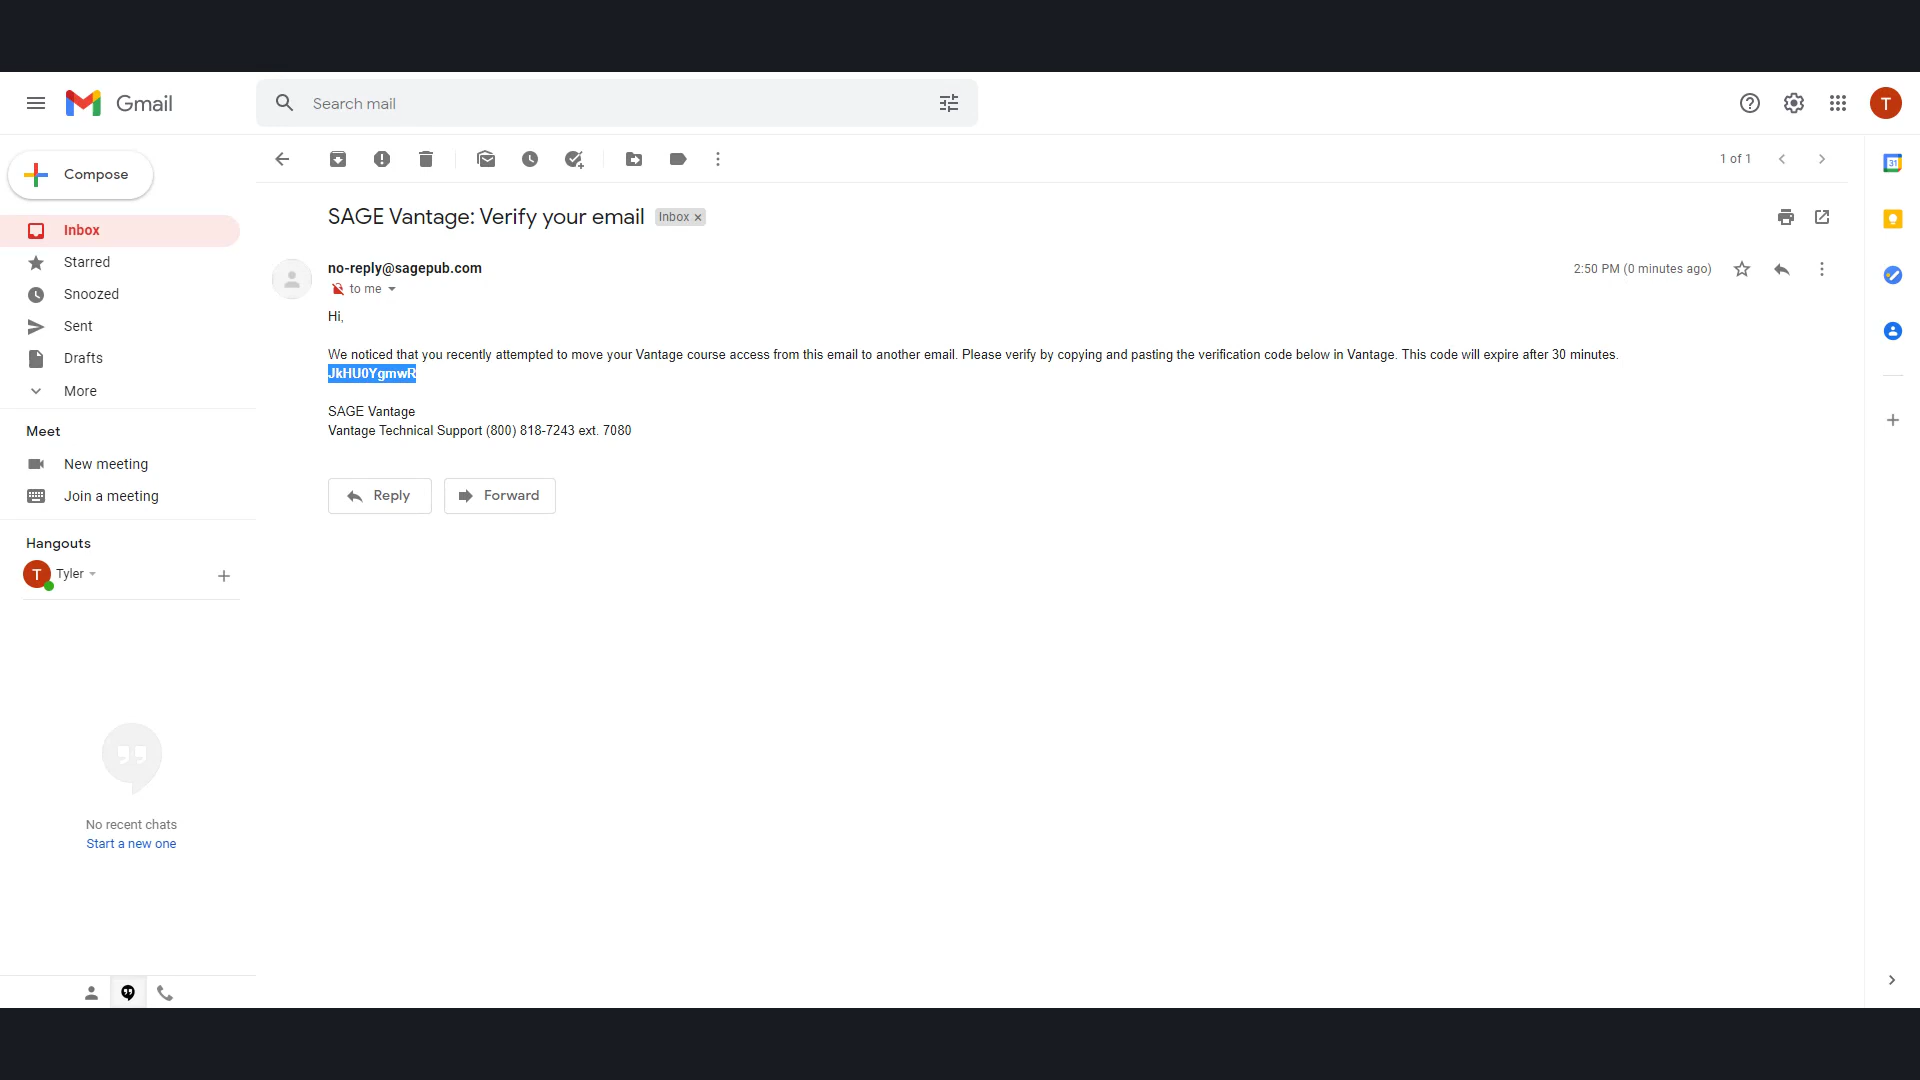 Gmail
Search mail
T
Compose
1 of 1
31
SAGE Vantage: Verify your email
Inbox x
Inbox
Starred
Snoozed
Sent
Drafts
More
no-reply@sagepub.com
2:50 PM (0 minutes ago)
to me
Hi,
We noticed that you recently attempted to move your Vantage course access from this email to another email. Please verify by copying and pasting the verification code below in Vantage. This code will expire after 30 minutes.
JkHU0YgmwR
SAGE Vantage
Vantage Technical Support (800) 818-7243 ext. 7080
Reply
Forward
Meet
New meeting
Join a meeting
Hangouts
T
Tyler
No recent chats
Start a new one